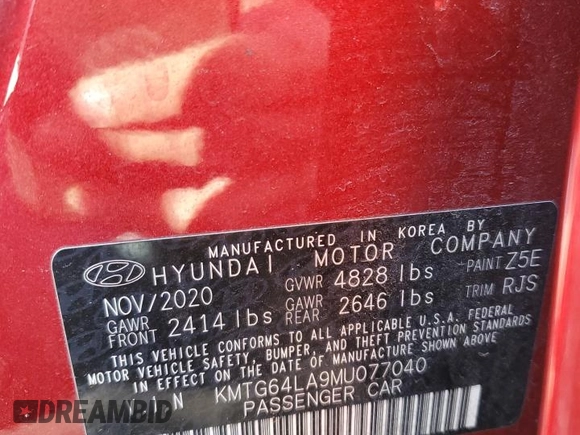 MANUFACTURED IN KOREA BY
HYUNDAI MOTOR COMPANY
NOV/2020 GVWR 4828 lbs PAINT Z5E
GAWR FRONT 2414 lbs GAWR REAR 2646 lbs TRIM RJS
THIS VEHICLE CONFORMS TO ALL APPLICABLE U.S.A. FEDERAL
MOTOR VEHICLE SAFETY, BUMPER, AND THEFT PREVENTION STANDARDS
IN EFFECT ON THE DATE OF MANUFACTURE SHOWN ABOVE.
KMTG64LA9MU077040
PASSENGER CAR
DREAMBID